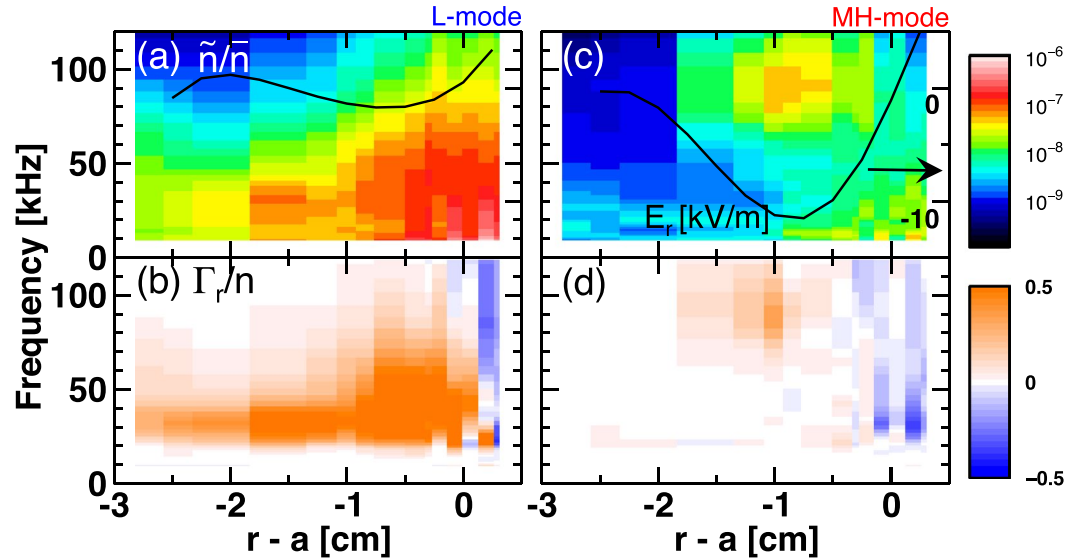 L-mode
MH-mode
(a) ñ/n̄
(c)
Frequency [kHz]
100
50
0
0
-10
E_r [kV/m]
10⁻⁶
10⁻⁷
10⁻⁸
10⁻⁹
(b) Γ_r/n
(d)
Frequency [kHz]
100
50
0
0.5
0
−0.5
-3 -2 -1 0
-3 -2 -1 0
r - a [cm]
r - a [cm]